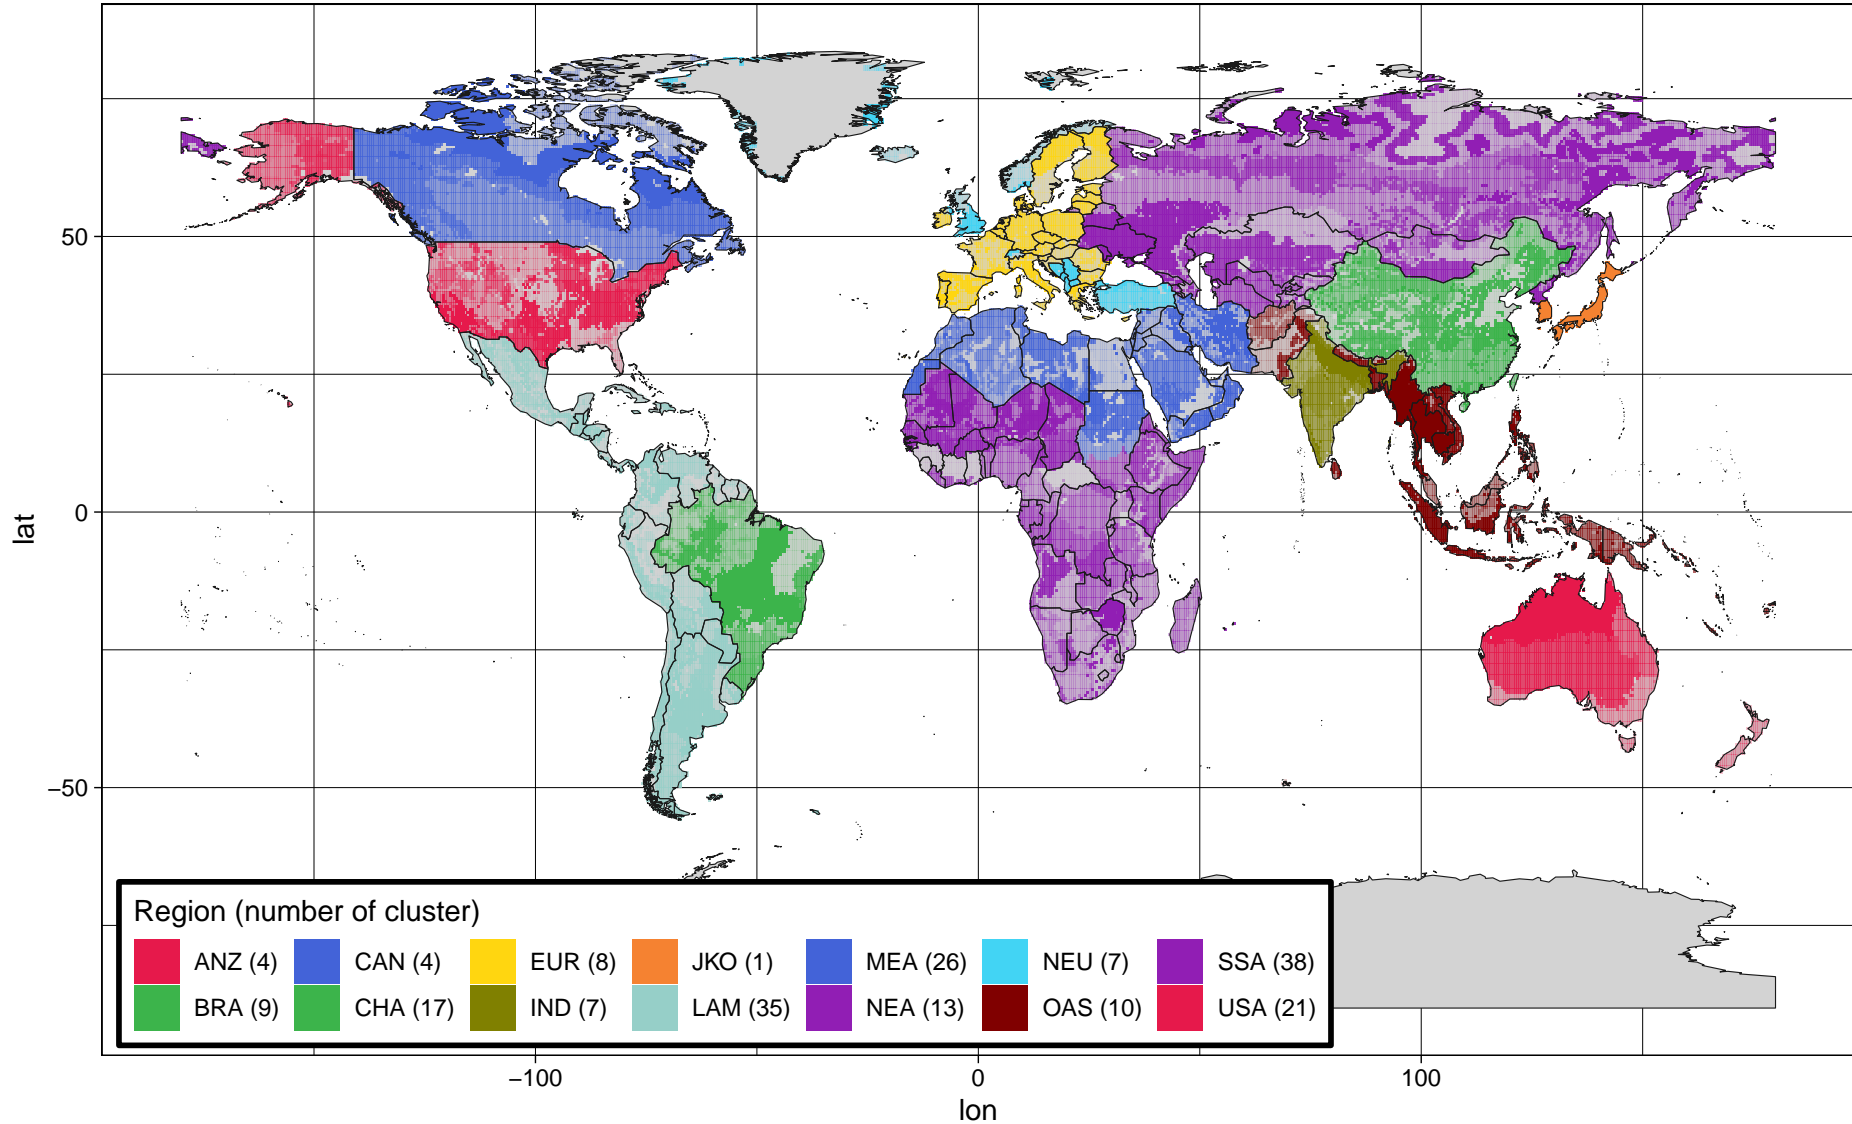 50
0
−50
lat
Region (number of cluster)
ANZ (4) CAN (4) EUR (8) JKO (1) MEA (26) NEU (7) SSA (38)
BRA (9) CHA (17) IND (7) LAM (35) NEA (13) OAS (10) USA (21)
−100 0 100
lon